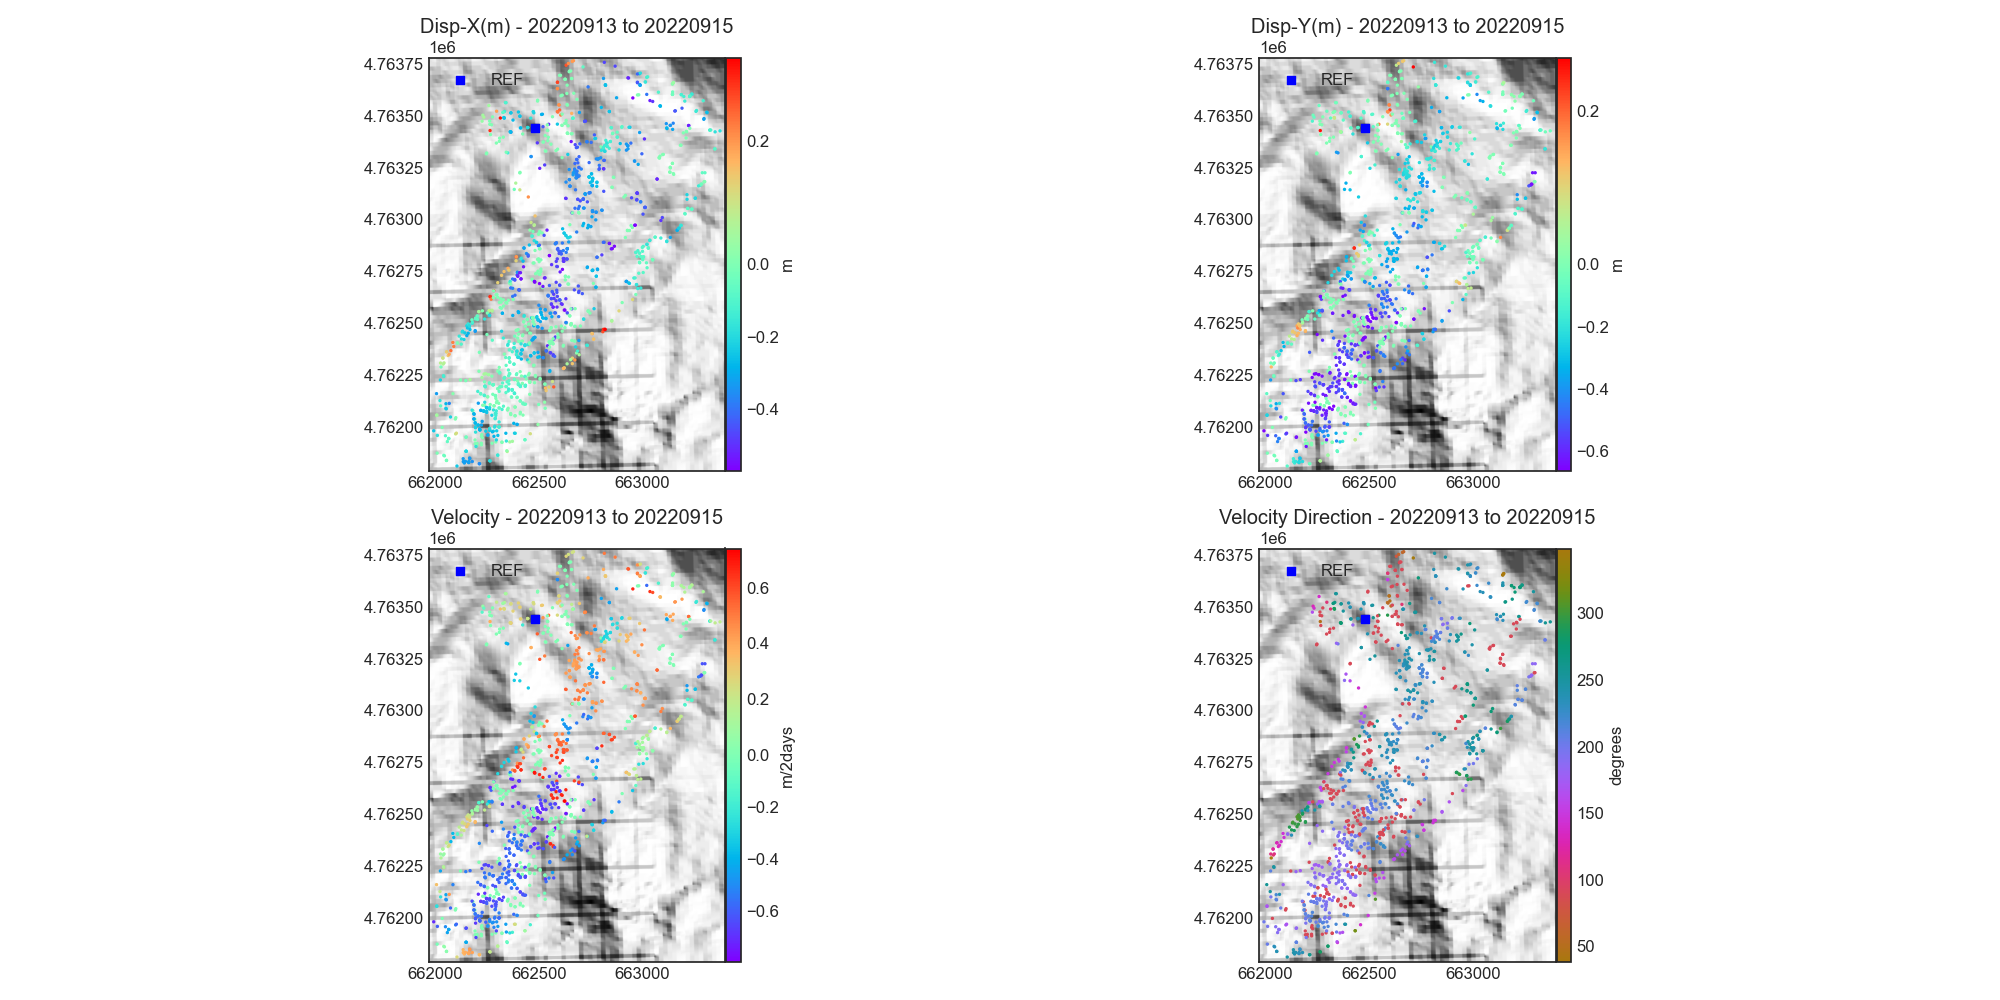 Disp-X(m) - 20220913 to 20220915
1e6
4.76375
4.76350
4.76325
4.76300
4.76275
4.76250
4.76225
4.76200
662000 662500 663000
REF
0.2
0.0
−0.2
−0.4
m
Disp-Y(m) - 20220913 to 20220915
1e6
4.76375
4.76350
4.76325
4.76300
4.76275
4.76250
4.76225
4.76200
662000 662500 663000
REF
0.2
0.0
−0.2
−0.4
−0.6
m
Velocity - 20220913 to 20220915
1e6
4.76375
4.76350
4.76325
4.76300
4.76275
4.76250
4.76225
4.76200
662000 662500 663000
REF
0.6
0.4
0.2
0.0
−0.2
−0.4
−0.6
m/2days
Velocity Direction - 20220913 to 20220915
1e6
4.76375
4.76350
4.76325
4.76300
4.76275
4.76250
4.76225
4.76200
662000 662500 663000
REF
300
250
200
150
100
50
degrees